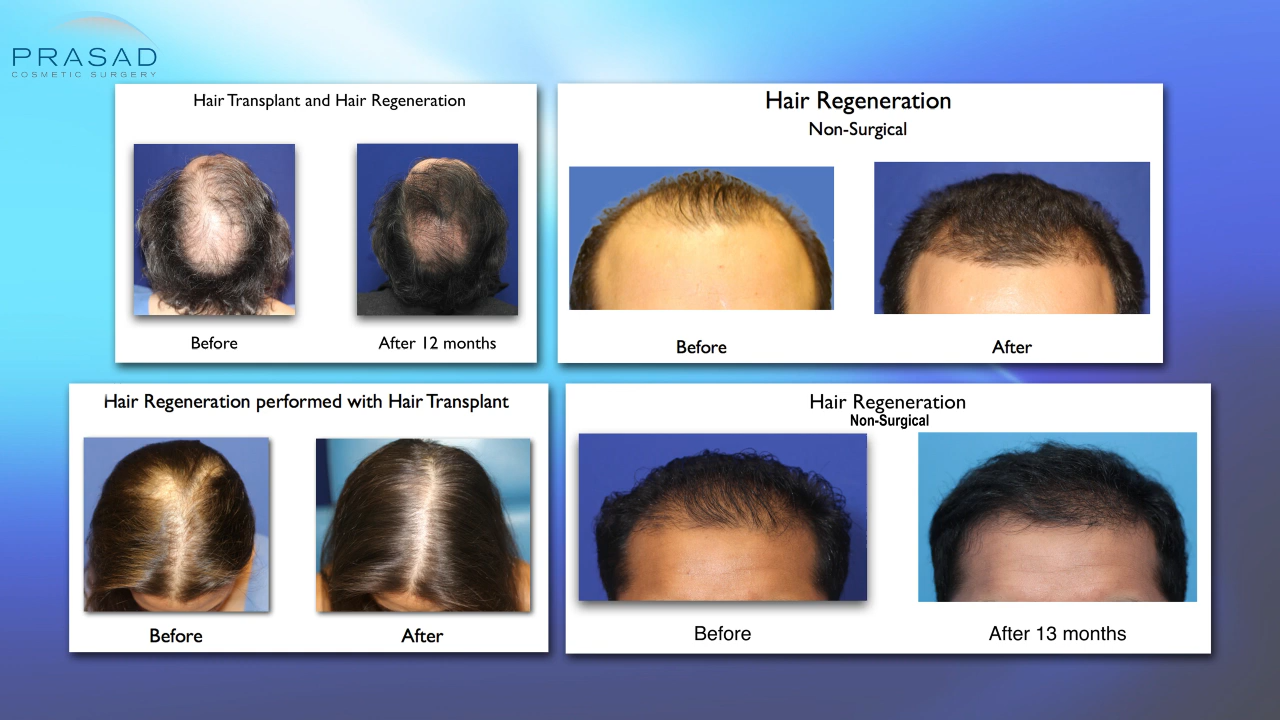 PRASAD
COSMETIC SURGERY
Hair Transplant and Hair Regeneration
Before
After 12 months
Hair Regeneration
Non-Surgical
Before
After
Hair Regeneration performed with Hair Transplant
Before
After
Hair Regeneration
Non-Surgical
Before
After 13 months